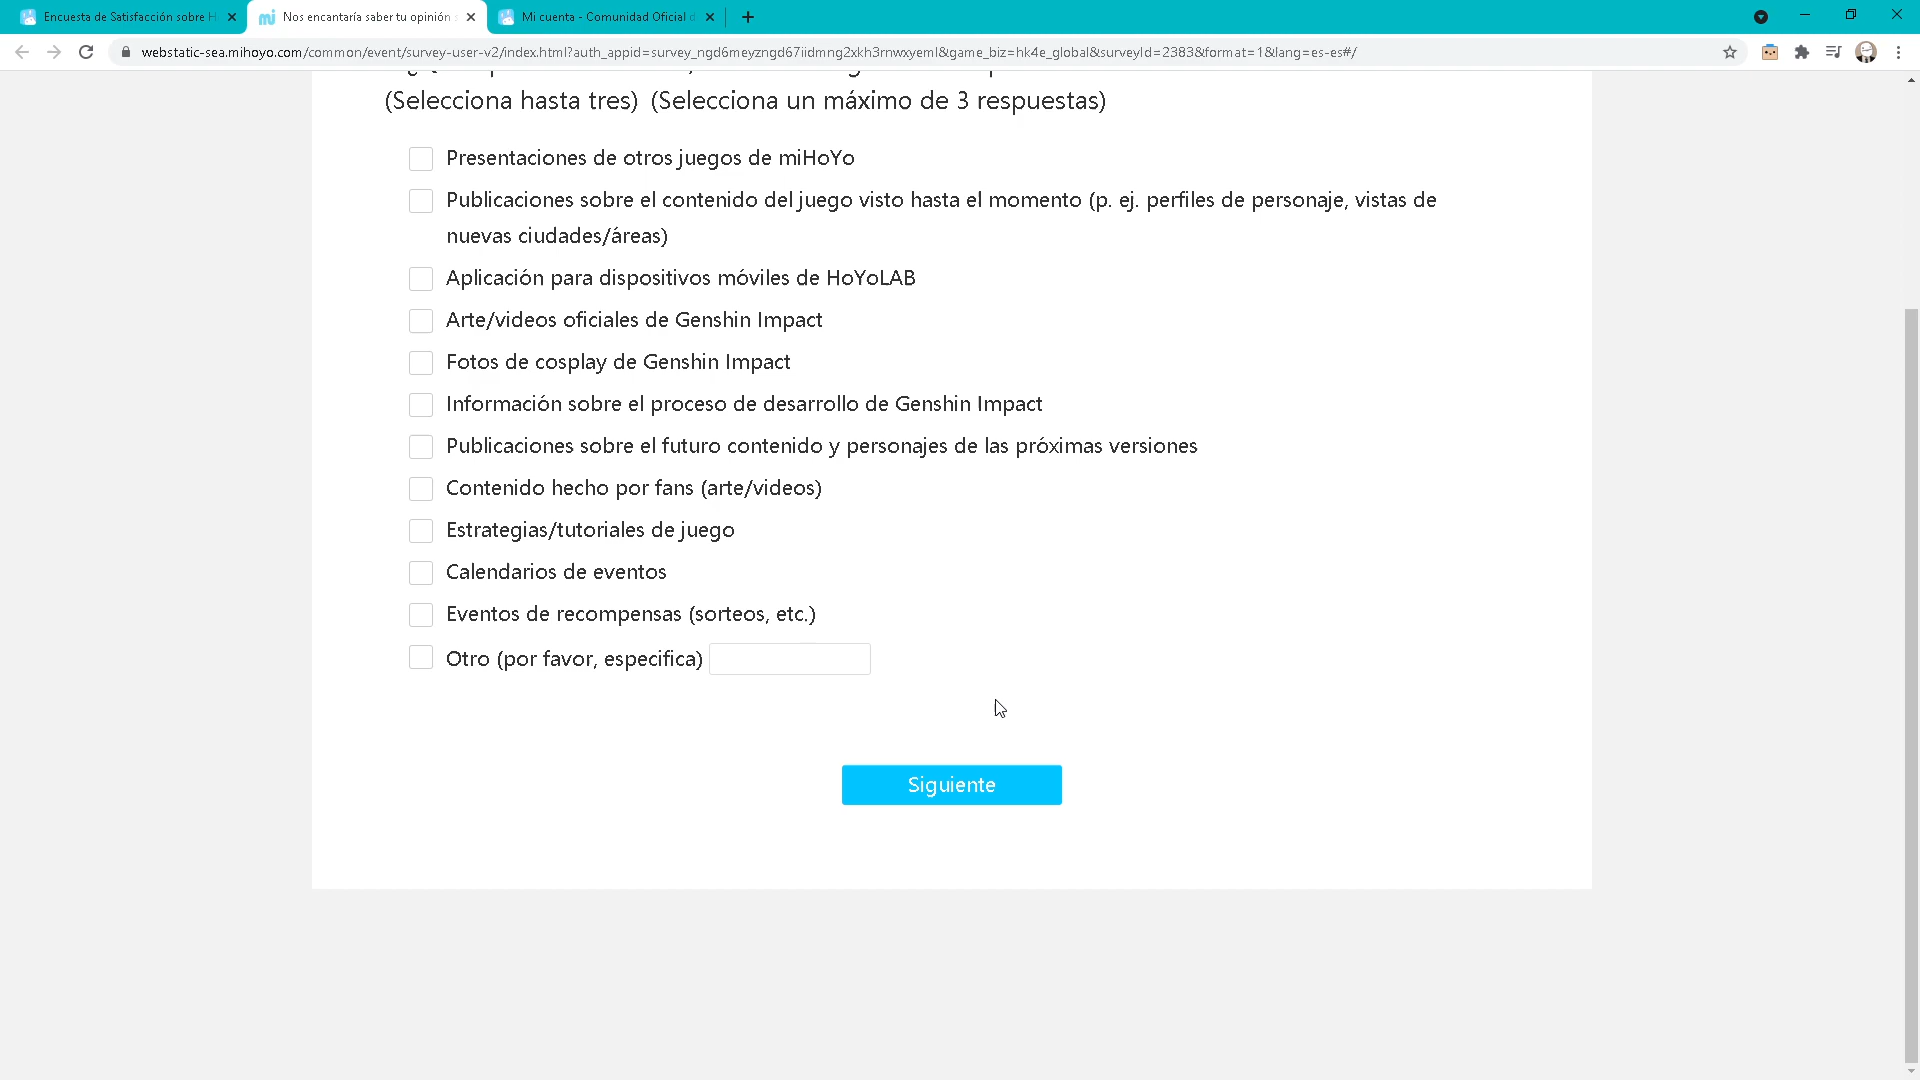 Encuesta de Satisfacción sobre H
Nos encantaría saber tu opinión
Mi cuenta - Comunidad Oficial d
webstatic-sea.mihoyo.com/common/event/survey-user-v2/index.html?auth_appid=survey_ngd6meyzngd67iidmng2xkh3rnwxyeml&game_biz=hk4e_global&surveyId=2383&format=1&lang=es-es#/
(Selecciona hasta tres) (Selecciona un máximo de 3 respuestas)
Presentaciones de otros juegos de miHoYo
Publicaciones sobre el contenido del juego visto hasta el momento (p. ej. perfiles de personaje, vistas de
nuevas ciudades/áreas)
Aplicación para dispositivos móviles de HoYoLAB
Arte/videos oficiales de Genshin Impact
Fotos de cosplay de Genshin Impact
Información sobre el proceso de desarrollo de Genshin Impact
Publicaciones sobre el futuro contenido y personajes de las próximas versiones
Contenido hecho por fans (arte/videos)
Estrategias/tutoriales de juego
Calendarios de eventos
Eventos de recompensas (sorteos, etc.)
Otro (por favor, especifica)
Siguiente